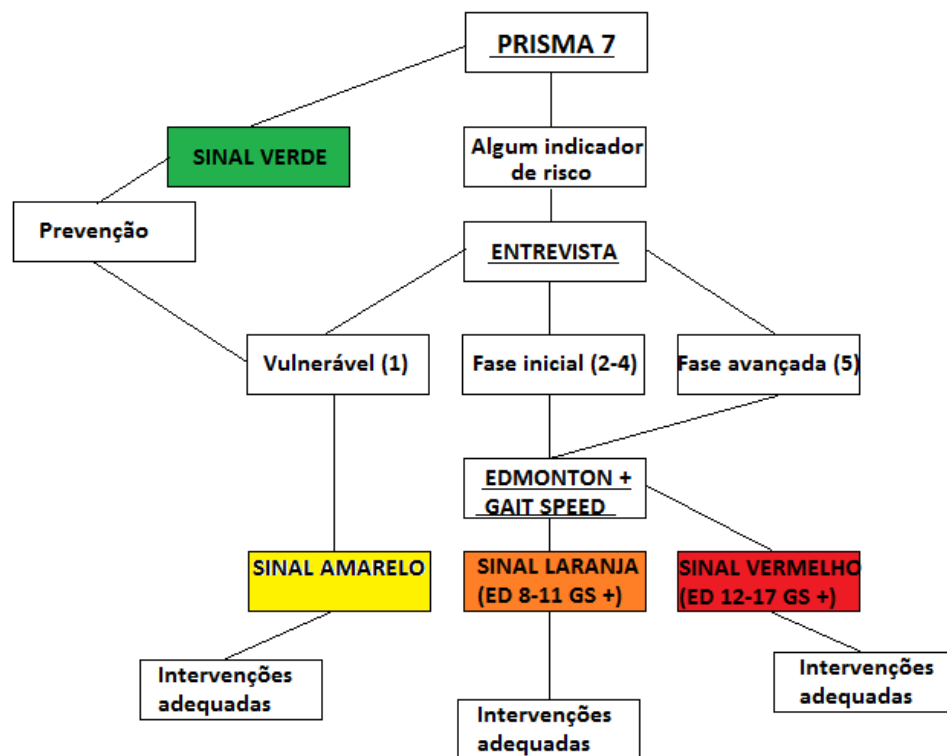 PRISMA 7
SINAL VERDE
Algum indicador
de risco
Prevenção
ENTREVISTA
Vulnerável (1)
Fase inicial (2-4)
Fase avançada (5)
EDMONTON +
GAIT SPEED
SINAL AMARELO
SINAL LARANJA
(ED 8-11 GS +)
SINAL VERMELHO
(ED 12-17 GS +)
Intervenções
adequadas
Intervenções
adequadas
Intervenções
adequadas